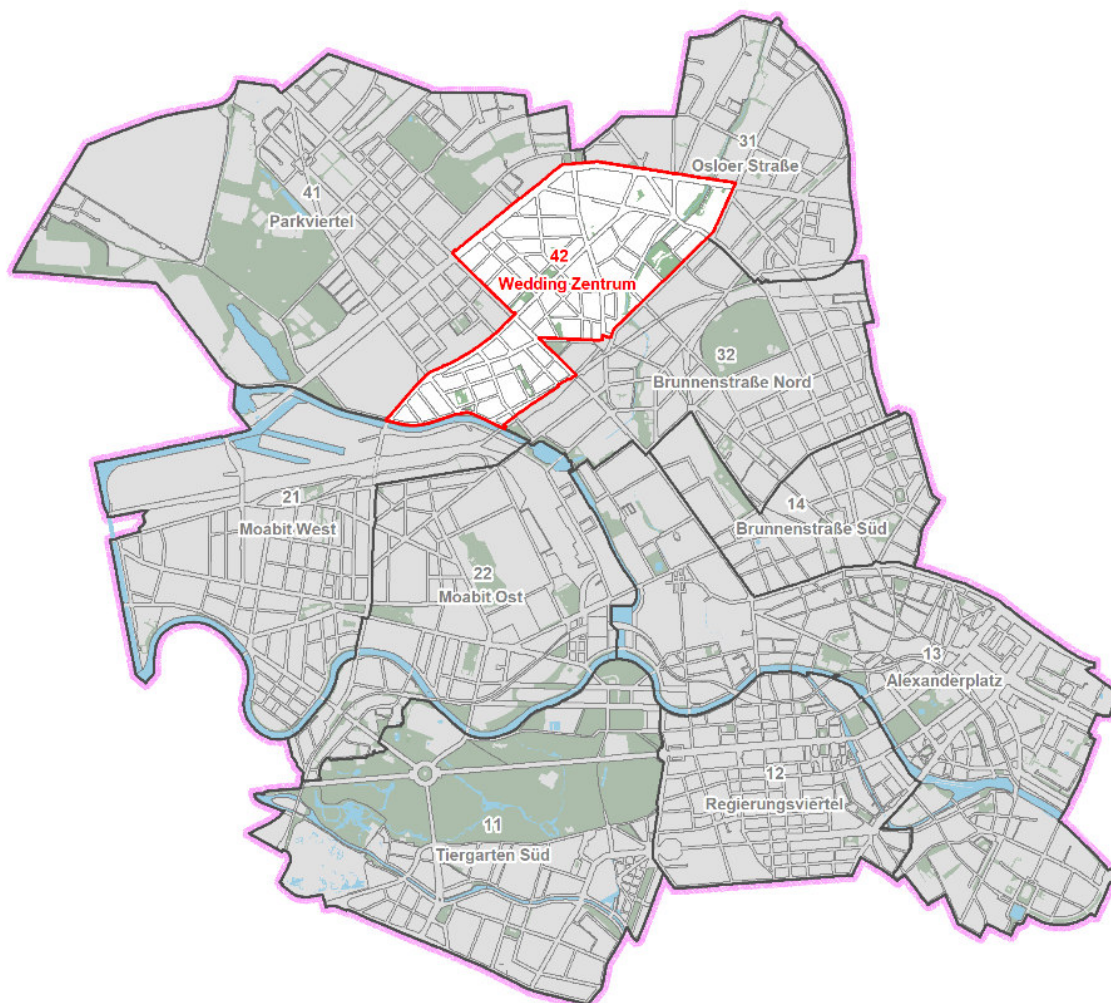 31
Osloer Straße
41
Parkviertel
42
Wedding Zentrum
32
Brunnenstraße Nord
21
Moabit West
14
Brunnenstraße Süd
22
Moabit Ost
13
Alexanderplatz
12
Regierungsviertel
11
Tiergarten Süd